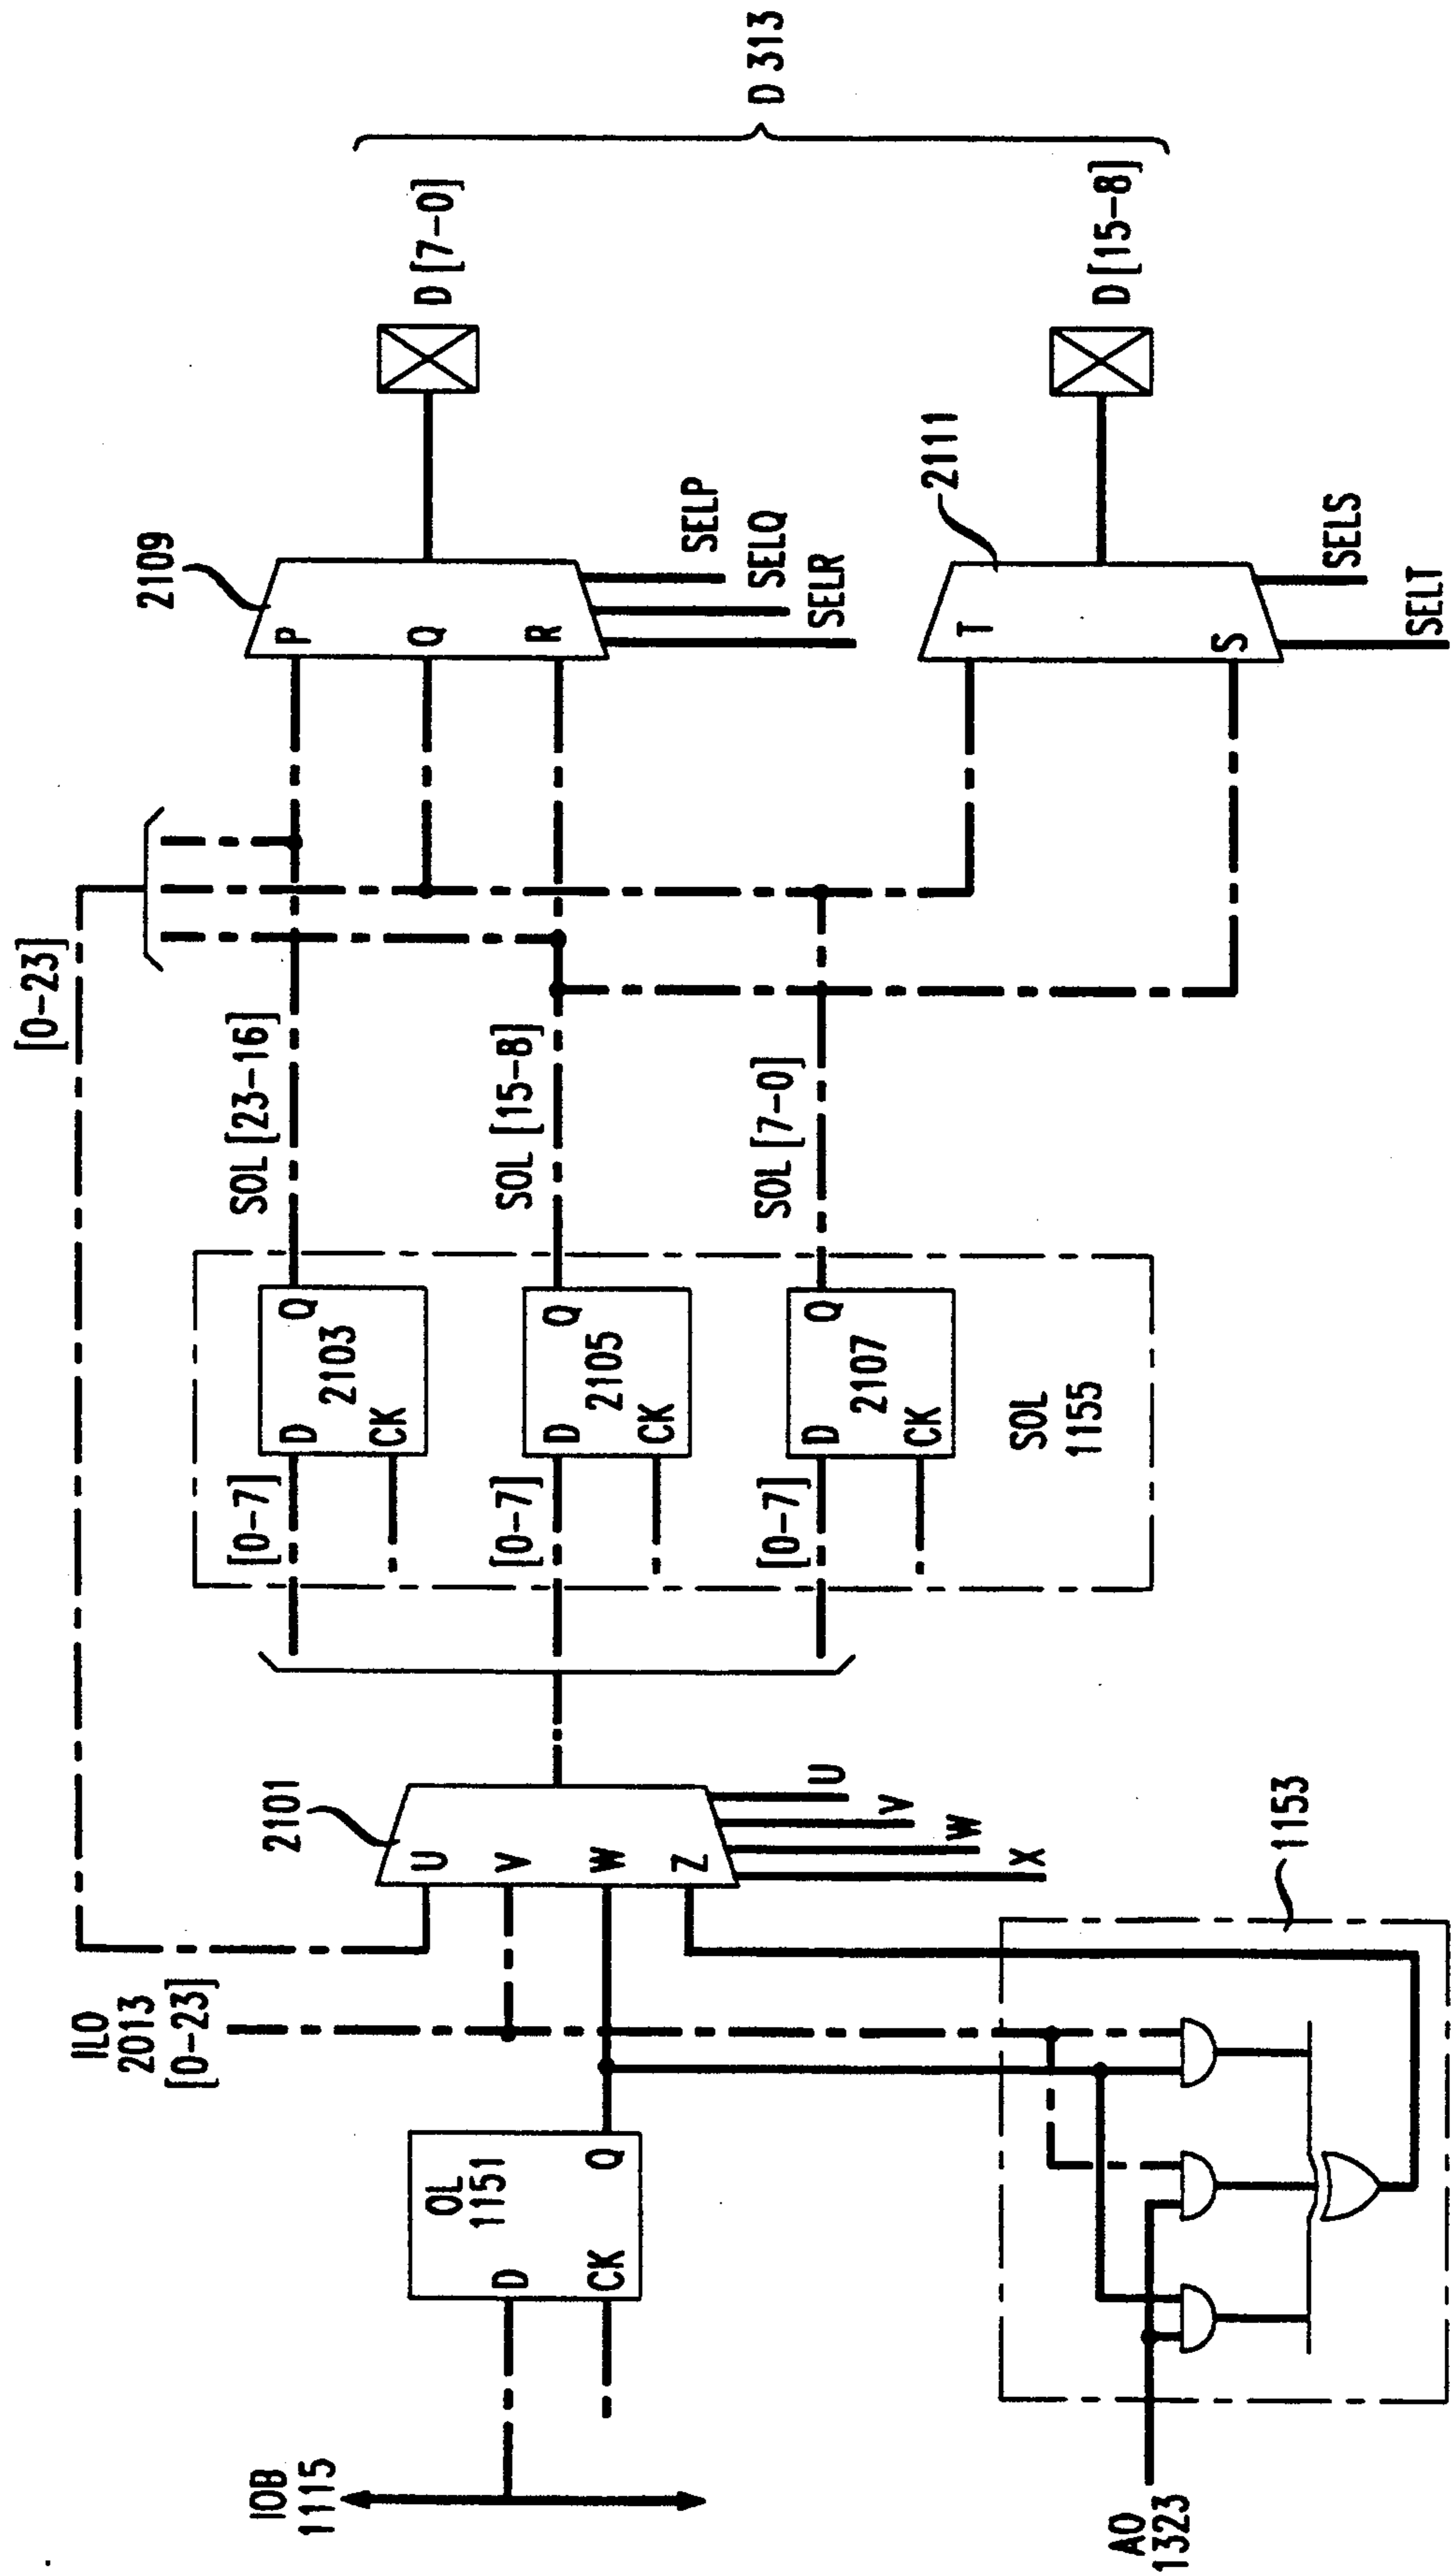 IOB
1115
OL
1151
D
Q
CK
AO
1323
1153
ILO
2013
[0-23]
[0-23]
2101
U
V
W
Z
U
V
W
X
[0-7]
D
Q
2103
CK
[0-7]
D
Q
2105
CK
[0-7]
D
Q
2107
CK
SOL
1155
SOL [23-16]
SOL [15-8]
SOL [7-0]
2109
P
Q
R
SELP
SELQ
SELR
2111
T
S
SELS
SELT
D [7-0]
D [15-8]
D 313